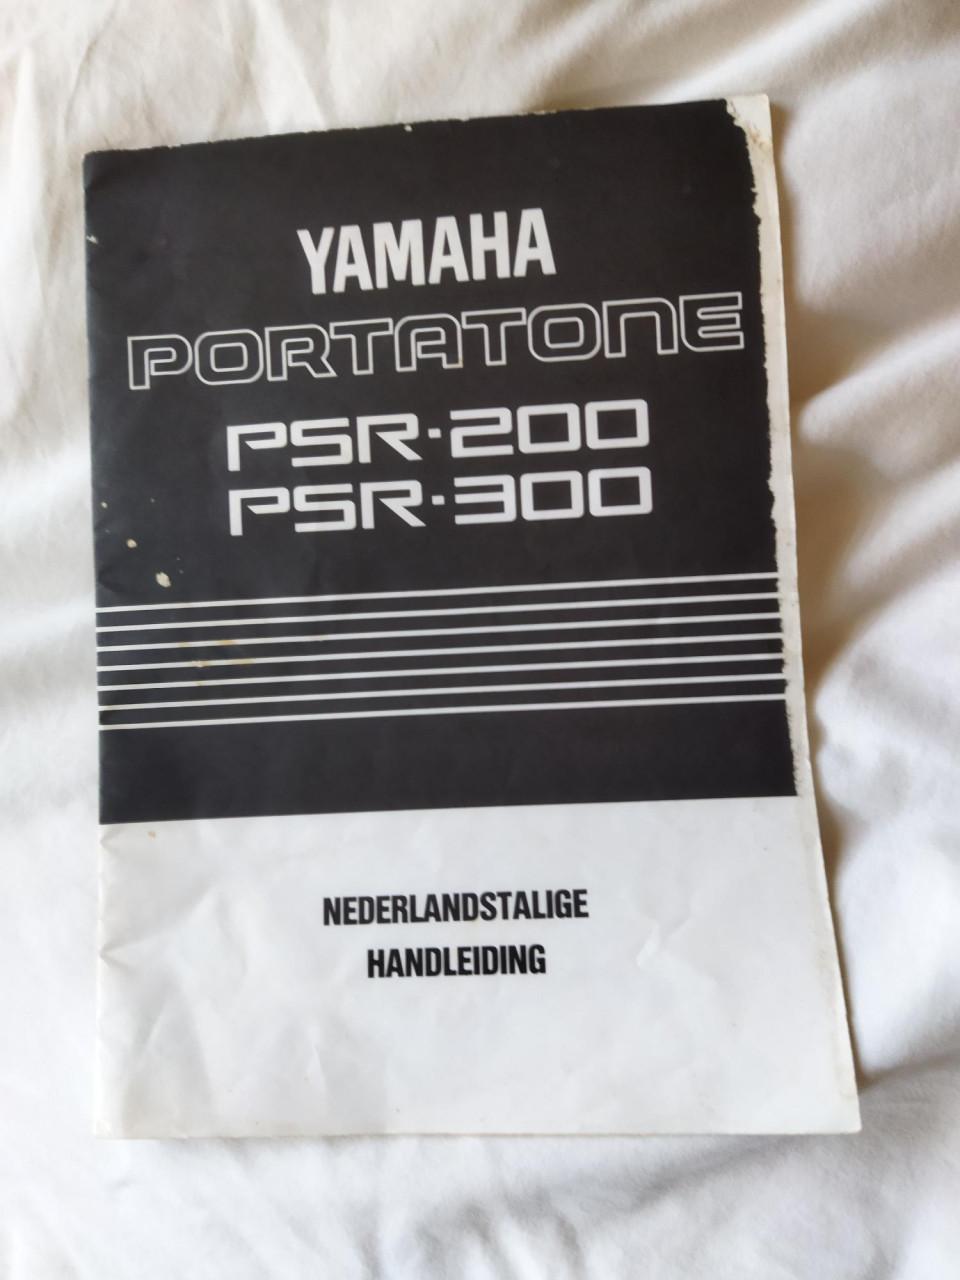 YAMAHA
PORTATONE
PSR-200
PSR-300
NEDERLANDSTALIGE
HANDLEIDING